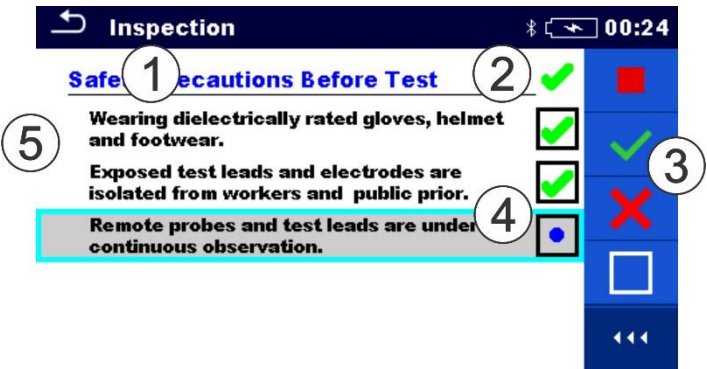 Inspection 00:24
Safe ecautions Before Test
1
2
Wearing dielectrically rated gloves, helmet
and footwear.
5
3
Exposed test leads and electrodes are
isolated from workers and public prior.
4
Remote probes and test leads are under
continuous observation.